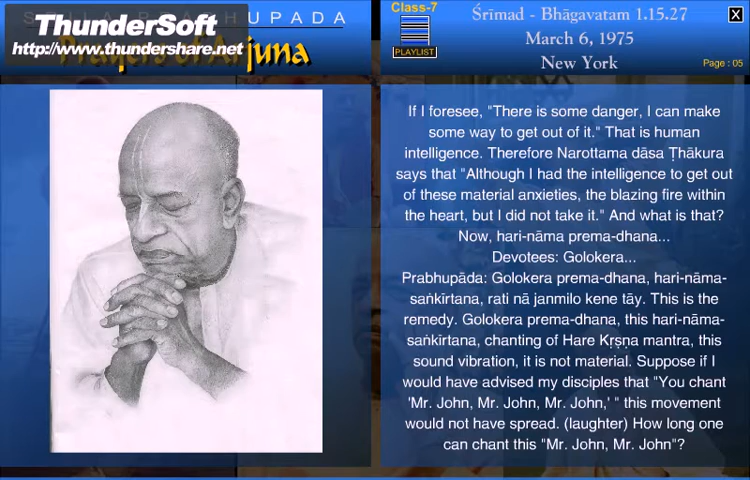 ThunderSoft
http://www.thundershare.net
HUPADA
Prayers of Arjuna
Class-7
PLAYLIST
Śrīmad - Bhāgavatam 1.15.27
March 6, 1975
New York
X
Page : 05
If I foresee, "There is some danger, I can make
some way to get out of it." That is human
intelligence. Therefore Narottama dāsa Ṭhākura
says that "Although I had the intelligence to get out
of these material anxieties, the blazing fire within
the heart, but I did not take it." And what is that?
Now, hari-nāma prema-dhana...
Devotees: Golokera...
Prabhupāda: Golokera prema-dhana, hari-nāma-
saṅkīrtana, rati nā janmilo kene tāy. This is the
remedy. Golokera prema-dhana, this hari-nāma-
saṅkīrtana, chanting of Hare Kṛṣṇa mantra, this
sound vibration, it is not material. Suppose if I
would have advised my disciples that "You chant
'Mr. John, Mr. John, Mr. John,' " this movement
would not have spread. (laughter) How long one
can chant this "Mr. John, Mr. John"?